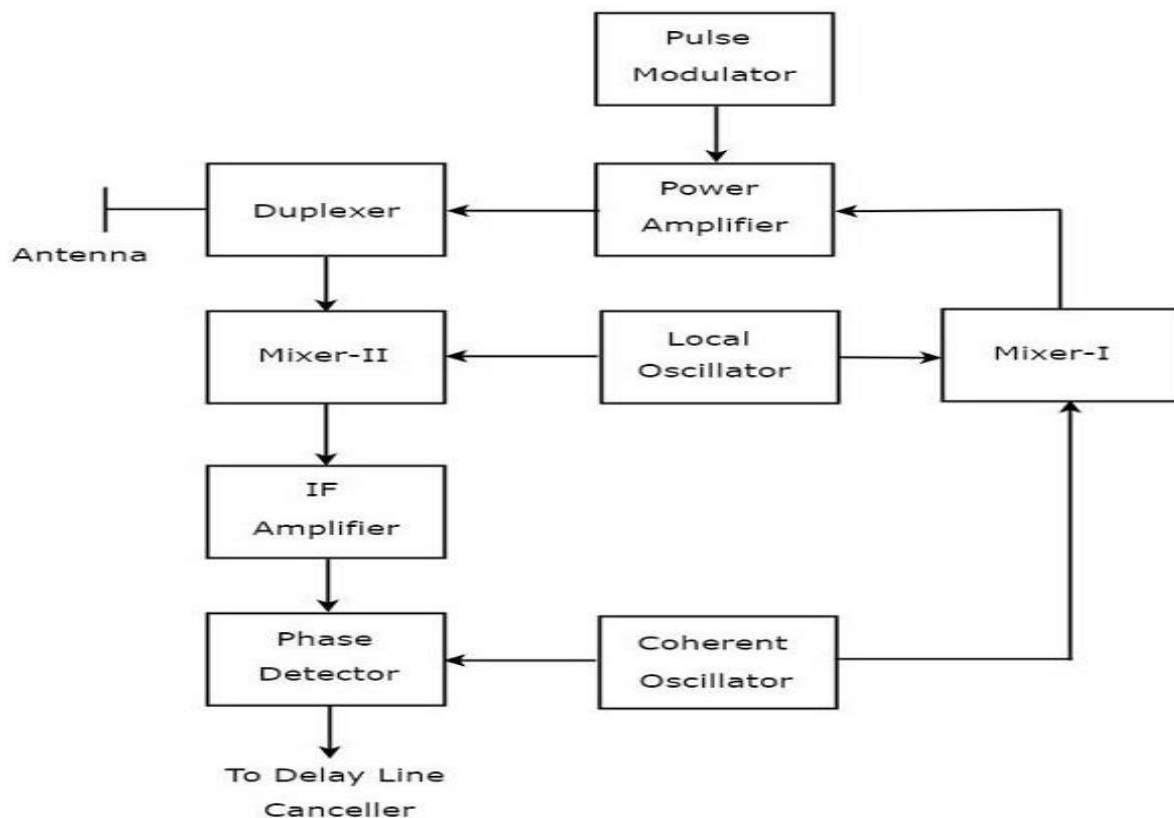 Pulse
Modulator
Power
Amplifier
Duplexer
Antenna
Mixer-II
Local
Oscillator
Mixer-I
IF
Amplifier
Phase
Detector
Coherent
Oscillator
To Delay Line
Canceller